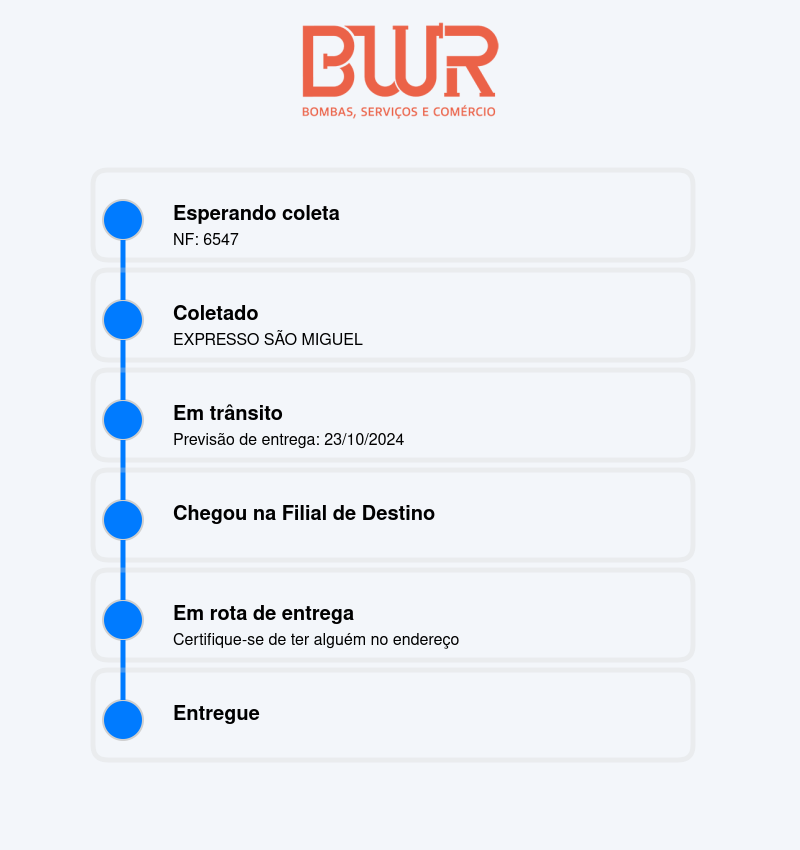 BWR
BOMBAS, SERVIÇOS E COMÉRCIO
Esperando coleta
NF: 6547
Coletado
EXPRESSO SÃO MIGUEL
Em trânsito
Previsão de entrega: 23/10/2024
Chegou na Filial de Destino
Em rota de entrega
Certifique-se de ter alguém no endereço
Entregue